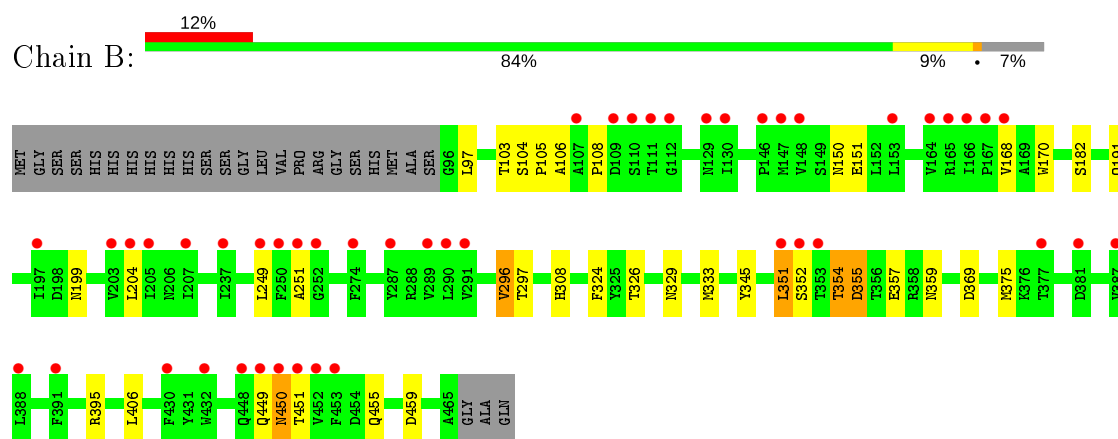 12%
Chain B:
84% 9% • 7%
MET GLY SER SER HIS HIS HIS HIS HIS HIS SER SER GLY LEU VAL PRO ARG GLY SER HIS MET ALA SER G96 L97 T103 S104 P105 A106 A107 P108 D109 S110 T111 G112 N129 I130 P146 M147 V148 S149 N150 E151 L152 L153 V164 R165 I166 P167 V168 A169 W170 S182
I197 D198 N199 V203 L204 I205 N206 I207 I237 L249 F250 A251 G252 F274 Y287 R288 V289 L290 V291 V296 T297 H308 F324 Y325 T326 N329 M333 Y345 L351 S352 T353 T354 D355 T356 E357 R358 N359 D369 M375 K376 T377 D381
L388 F391 R395 L406 F430 Y431 W432 Q448 Q449 N450 T451 V452 F453 D454 Q455 D459 A465 GLY ALA GLN